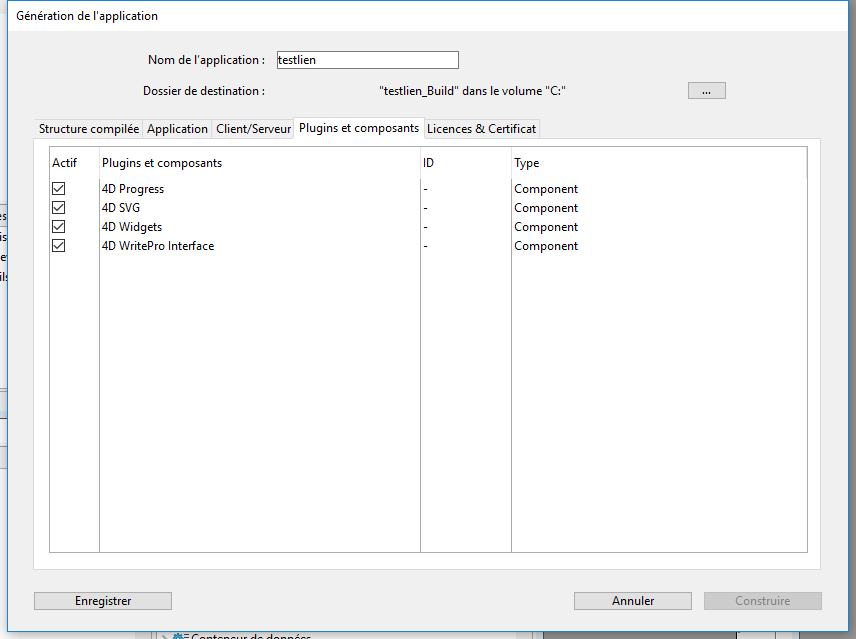 Génération de l'application
Nom de l'application : testlien
Dossier de destination : "testlien_Build" dans le volume "C:" ...
Structure compilée Application Client/Serveur Plugins et composants Licences & Certificat
Actif Plugins et composants ID Type
4D Progress - Component
4D SVG - Component
4D Widgets - Component
4D WritePro Interface - Component
Enregistrer Annuler Construire
Conteneur de données